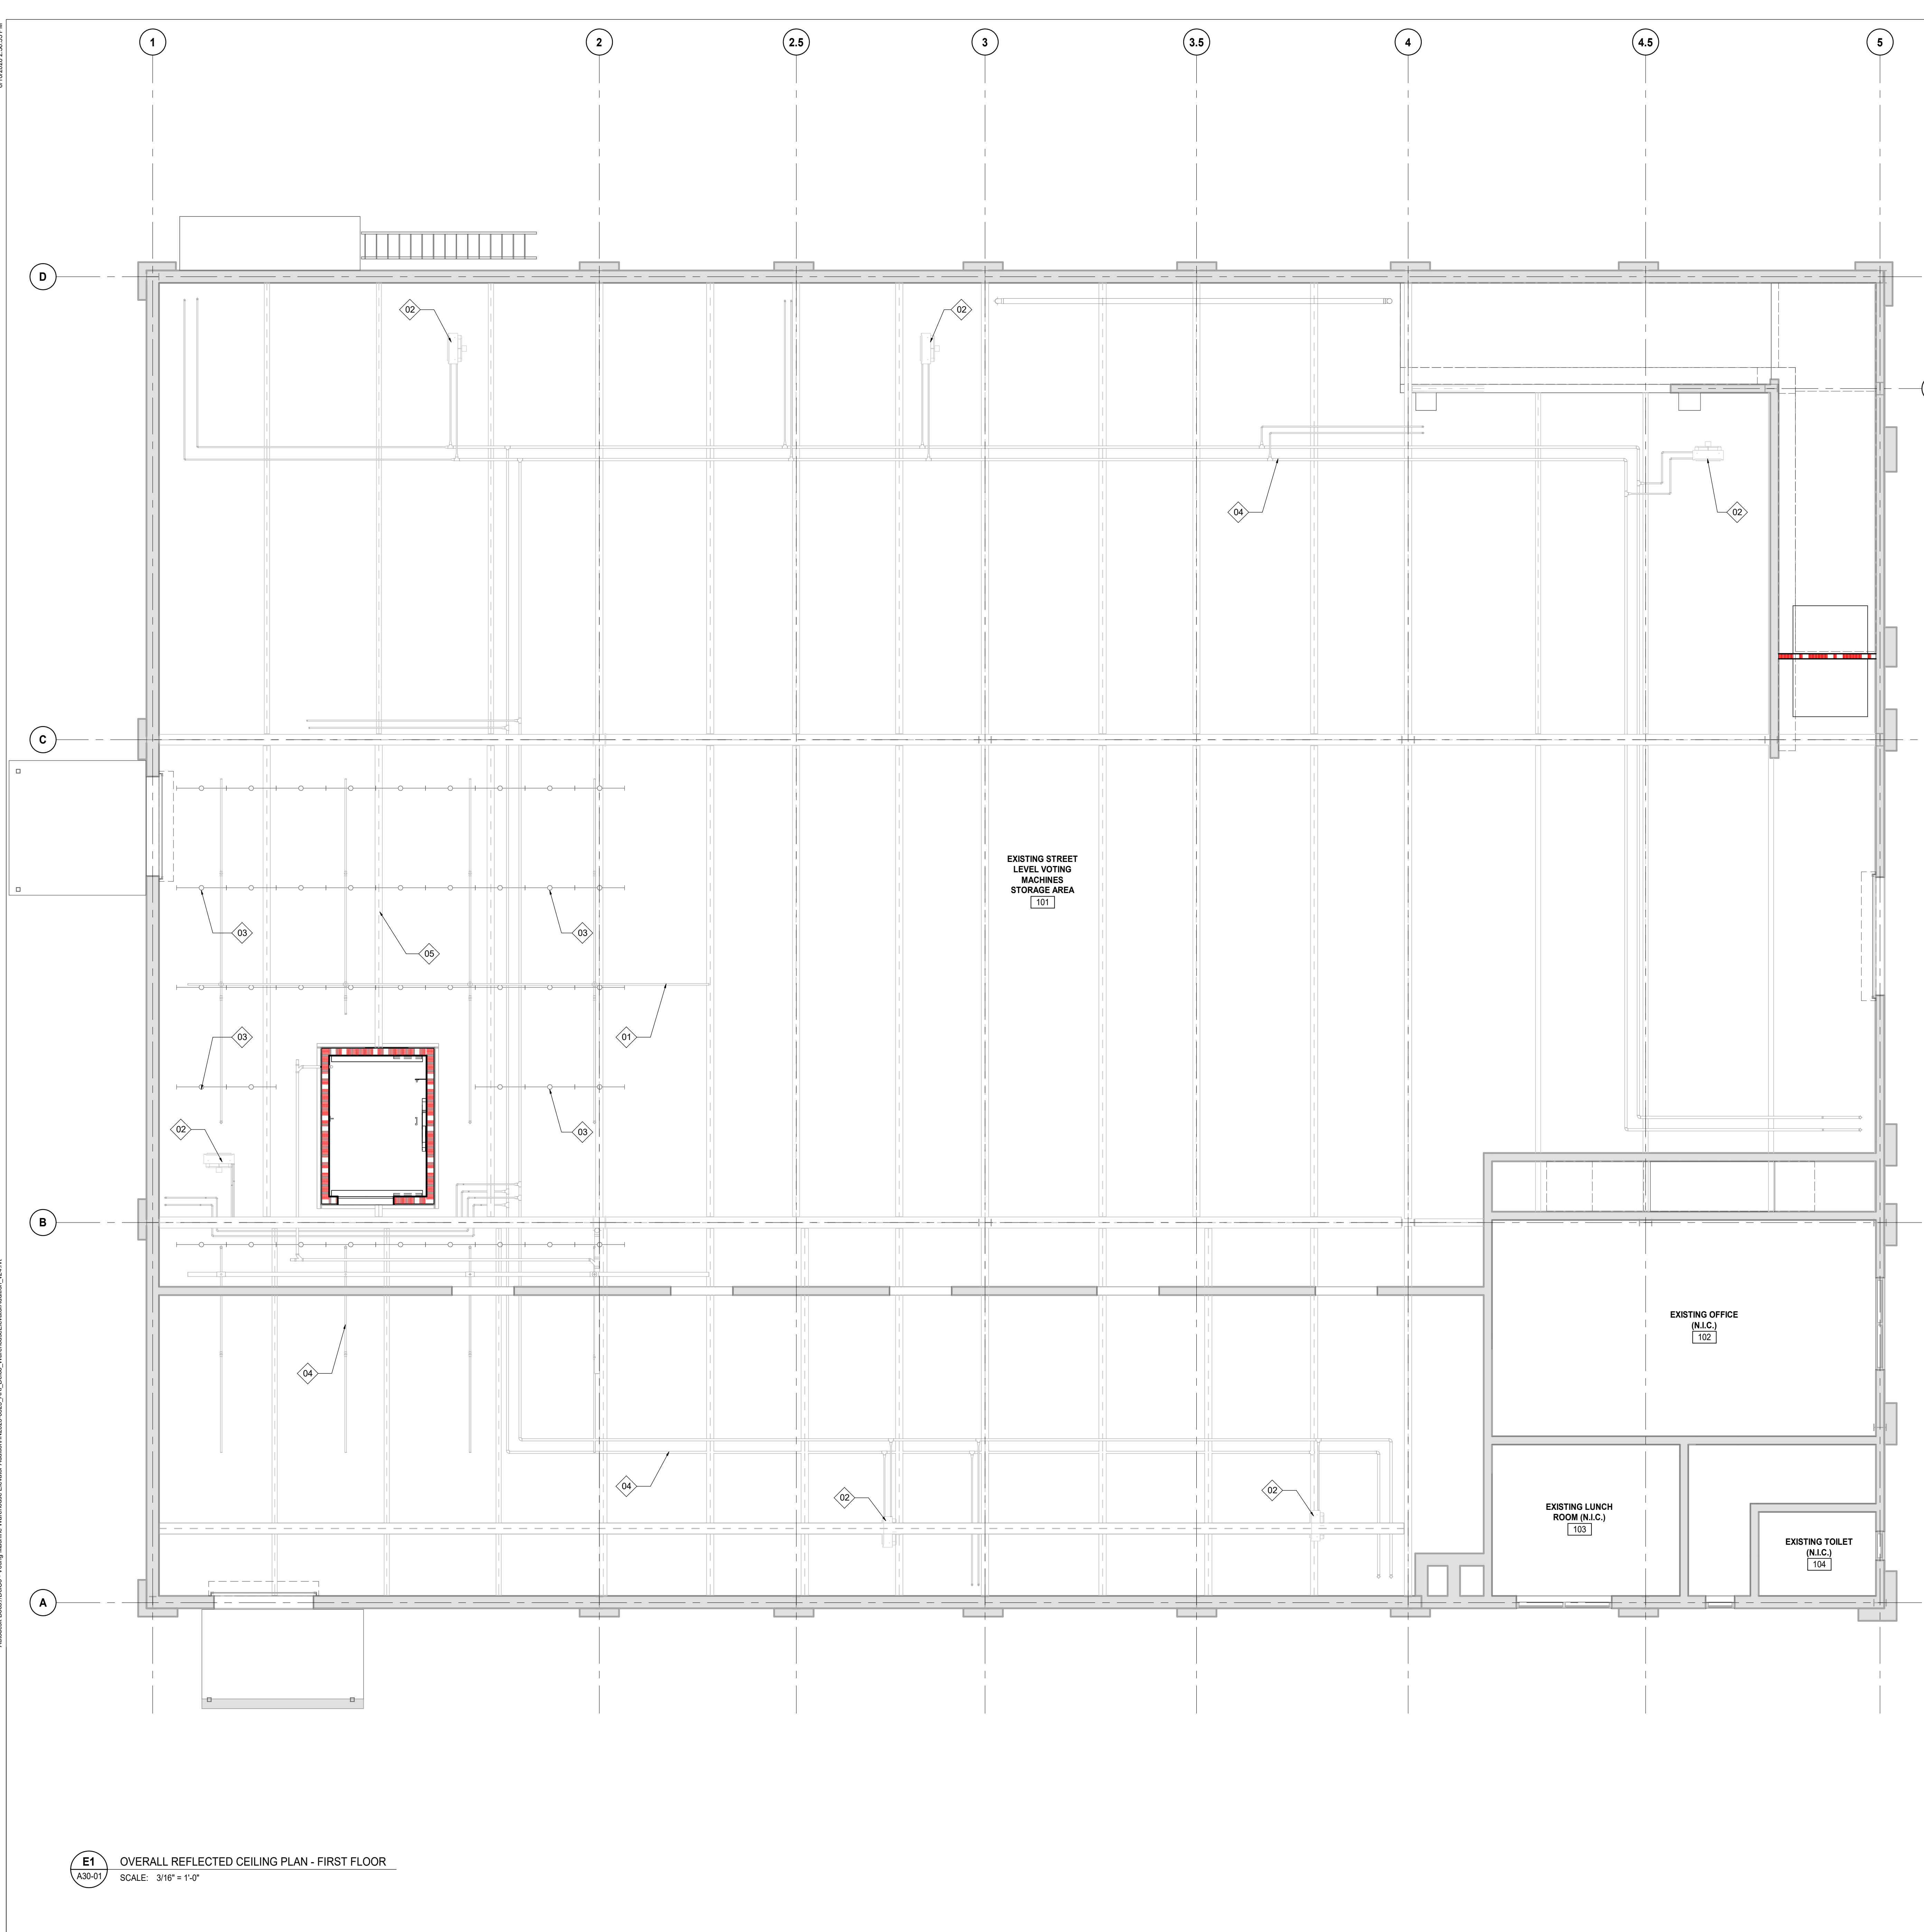 1
2
2.5
3
3.5
4
4.5
5
D
02
02
04
02
C
EXISTING STREET
LEVEL VOTING
MACHINES
STORAGE AREA
101
03
03
05
03
01
02
03
B
EXISTING OFFICE
(N.I.C.)
102
04
04
02
02
EXISTING LUNCH
ROOM (N.I.C.)
103
EXISTING TOILET
(N.I.C.)
104
A
E1
A30-01
OVERALL REFLECTED CEILING PLAN - FIRST FLOOR
SCALE: 3/16" = 1'-0"